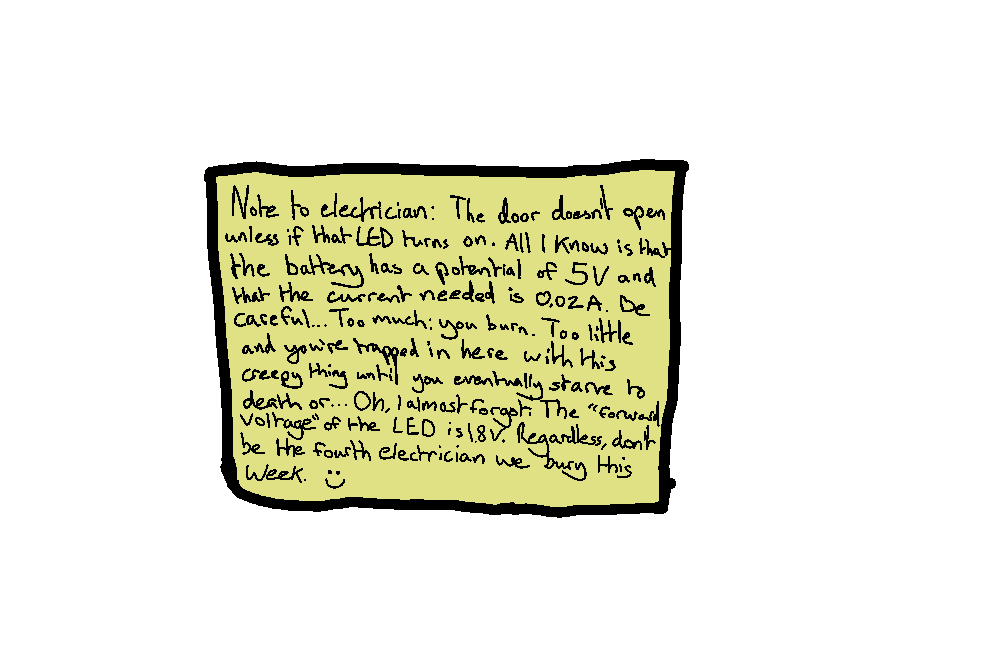 Note to electrician: The door doesn't open
unless if that LED turns on. All I know is that
the battery has a potential of 5V and
that the current needed is 0.02A. Be
careful... Too much; you burn. Too little
and you're trapped in here with this
creepy thing until you eventually starve to
death or... Oh, I almost forgot: The "forward
voltage" of the LED is 1.8V. Regardless, don't
be the fourth electrician we bury this
week. :)